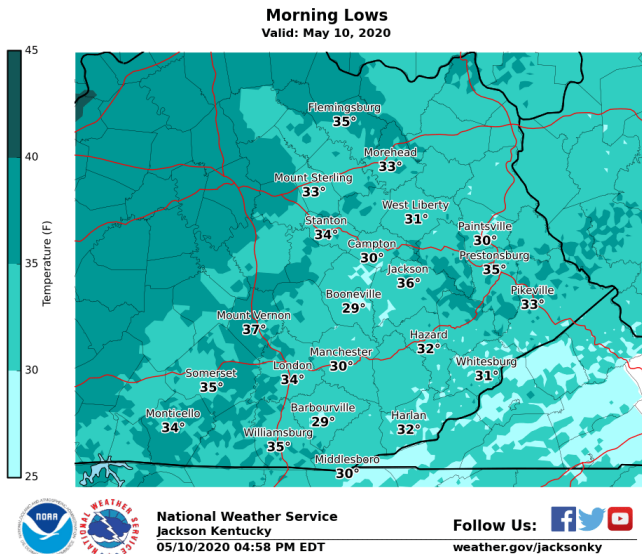 Morning Lows
Valid: May 10, 2020
45
40
35
30
25
Temperature (F)
Flemingsburg
35°
Morehead
33°
Mount Sterling
33°
West Liberty
31°
Stanton
34°
Paintsville
30°
Campton
30°
Prestonsburg
35°
Jackson
36°
Booneville
29°
Pikeville
33°
Mount Vernon
37°
Hazard
32°
Manchester
30°
London
34°
Whitesburg
31°
Somerset
35°
Barbourville
29°
Monticello
34°
Harlan
32°
Williamsburg
35°
Middlesboro
30°
NOAA
NATIONAL WEATHER SERVICE
National Weather Service
Jackson Kentucky
05/10/2020 04:58 PM EDT
Follow Us:
weather.gov/jacksonky